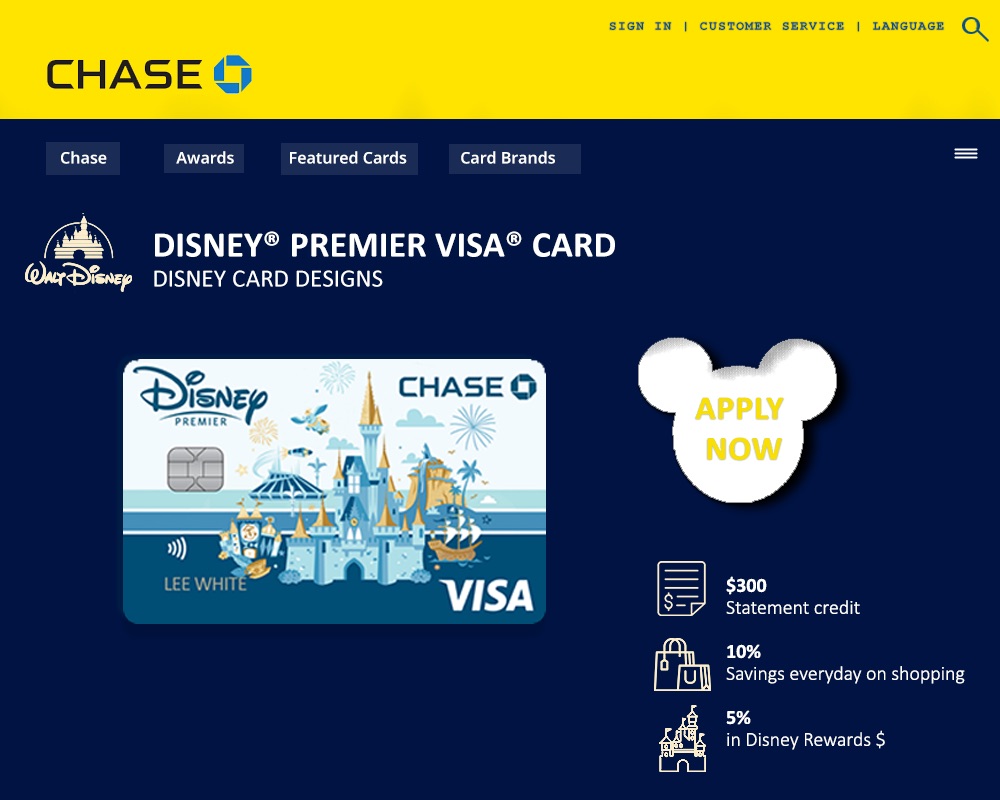 SIGN IN | CUSTOMER SERVICE | LANGUAGE
CHASE
Chase Awards Featured Cards Card Brands
DISNEY® PREMIER VISA® CARD
WALT DISNEY
DISNEY CARD DESIGNS
Disney CHASE
PREMIER
APPLY
NOW
LEE WHITE
VISA
$300
Statement credit
10%
Savings everyday on shopping
5%
in Disney Rewards $